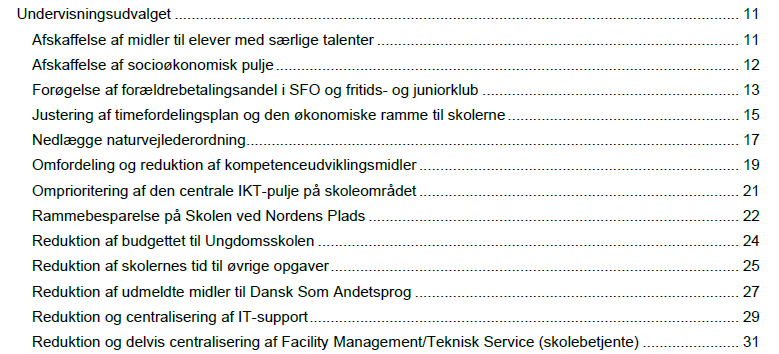 Undervisningsudvalget ........ 11
Afskaffelse af midler til elever med særlige talenter ........ 11
Afskaffelse af socioøkonomisk pulje ........ 12
Forøgelse af forældrebetalingsandel i SFO og fritids- og juniorklub ........ 13
Justering af timefordelingsplan og den økonomiske ramme til skolerne ........ 15
Nedlægge naturvejlederordning ........ 17
Omfordeling og reduktion af kompetenceudviklingsmidler ........ 19
Omprioritering af den centrale IKT-pulje på skoleområdet ........ 21
Rammebesparelse på Skolen ved Nordens Plads ........ 22
Reduktion af budgettet til Ungdomsskolen ........ 24
Reduktion af skolernes tid til øvrige opgaver ........ 25
Reduktion af udmeldte midler til Dansk Som Andetsprog ........ 27
Reduktion og centralisering af IT-support ........ 29
Reduktion og delvis centralisering af Facility Management/Teknisk Service (skolebetjente) ........ 31